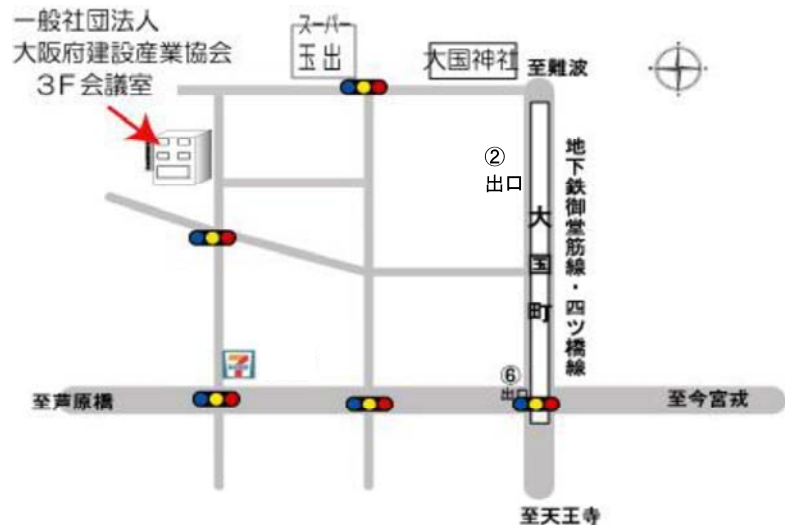 一般社団法人
大阪府建設産業協会
3F会議室
スーパー
玉出
大国神社
至難波
②
出口
大国町
地下鉄御堂筋線・四ツ橋線
7
⑥
出口
至芦原橋
至今宮戎
至天王寺